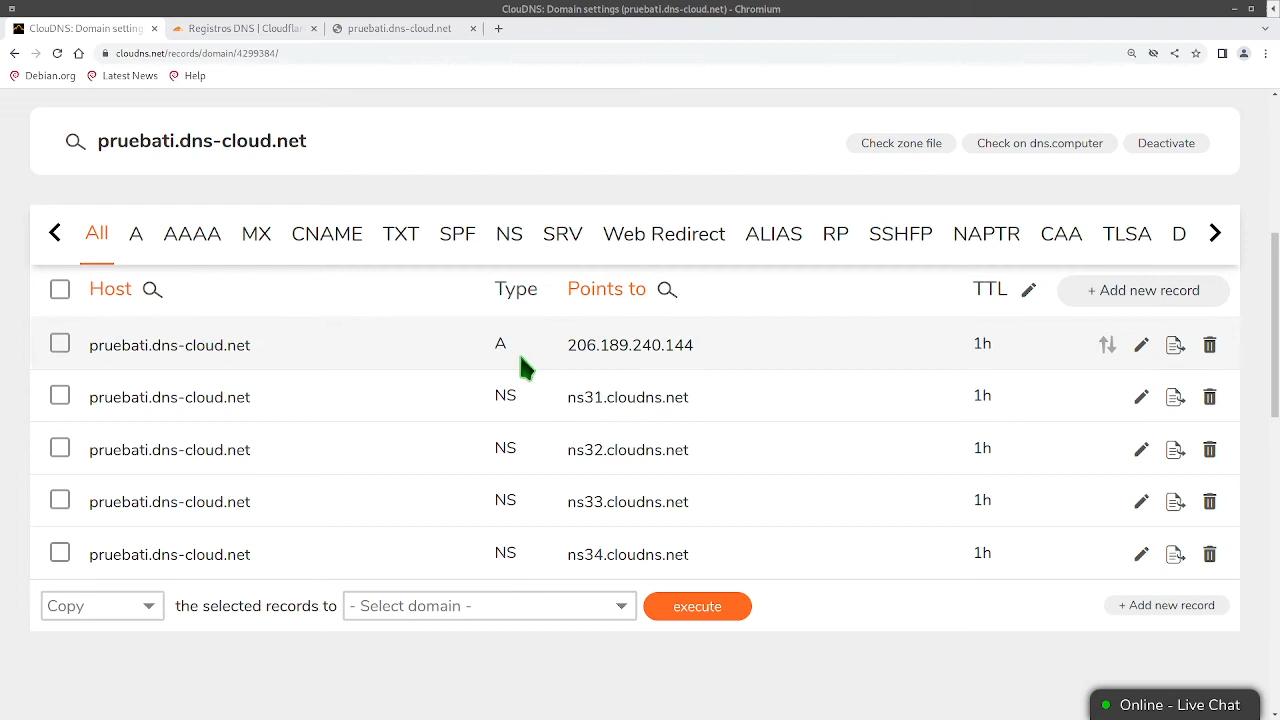 ClouDNS: Domain settings (pruebati.dns-cloud.net) - Chromium
ClouDNS: Domain setting
Registros DNS | Cloudflar
pruebati.dns-cloud.net
cloudns.net/records/domain/4299384/
Debian.org
Latest News
Help
pruebati.dns-cloud.net
Check zone file
Check on dns.computer
Deactivate
All A AAAA MX CNAME TXT SPF NS SRV Web Redirect ALIAS RP SSHFP NAPTR CAA TLSA D
Host Type Points to TTL + Add new record
pruebati.dns-cloud.net A 206.189.240.144 1h
pruebati.dns-cloud.net NS ns31.cloudns.net 1h
pruebati.dns-cloud.net NS ns32.cloudns.net 1h
pruebati.dns-cloud.net NS ns33.cloudns.net 1h
pruebati.dns-cloud.net NS ns34.cloudns.net 1h
Copy the selected records to - Select domain - execute + Add new record
Online - Live Chat